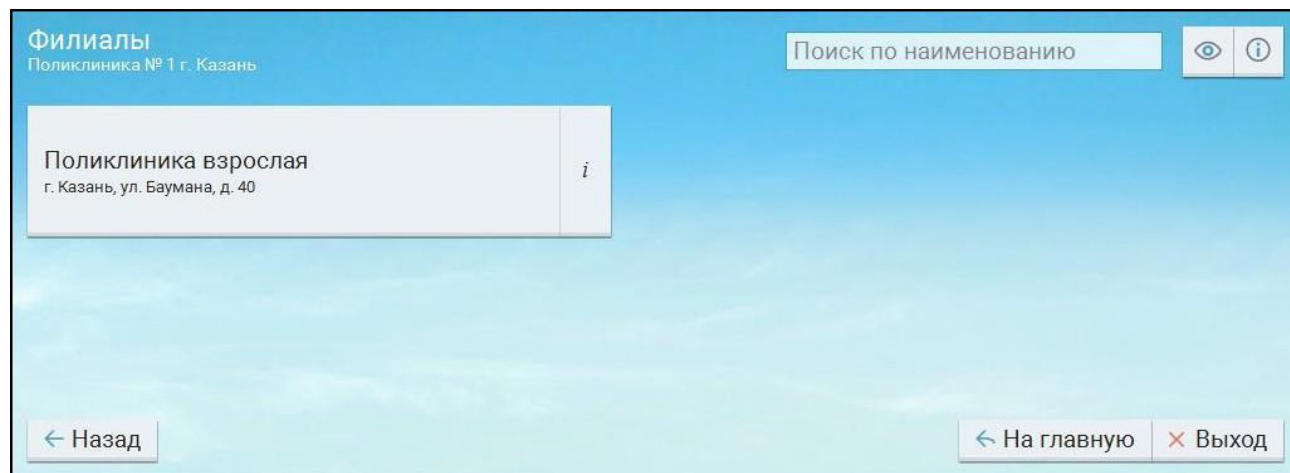 Филиалы
Поликлиника № 1 г. Казань
Поиск по наименованию
Поликлиника взрослая
г. Казань, ул. Баумана, д. 40
i
Назад
На главную
Выход